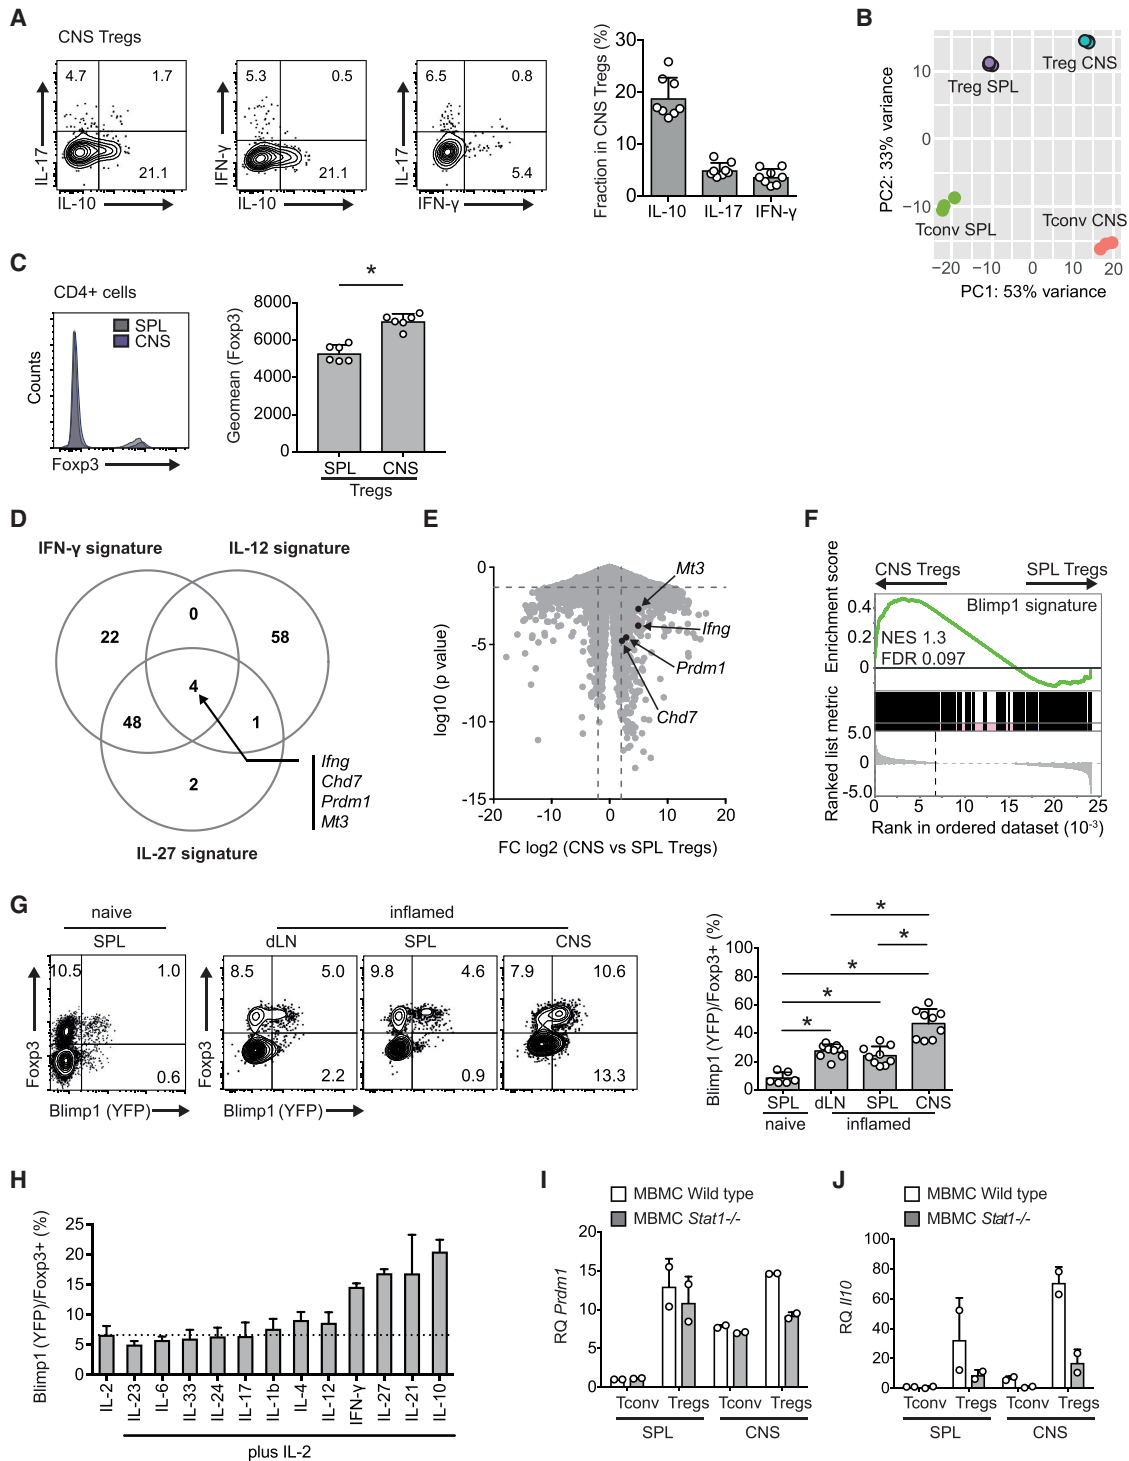 A
CNS Tregs
4.7 1.7
21.1
IL-17
IL-10
5.3 0.5
21.1
IFN-γ
IL-10
6.5 0.8
5.4
IL-17
IFN-γ
Fraction in CNS Tregs (%)
30
20
10
0
IL-10 IL-17 IFN-γ
B
PC2: 33% variance
10
0
−10
Treg SPL
Treg CNS
Tconv SPL
Tconv CNS
−20 −10 0 10 20
PC1: 53% variance
C
CD4+ cells
SPL
CNS
Counts
Foxp3
*
Geomean (Foxp3)
8000
6000
4000
2000
0
SPL CNS
Tregs
D
IFN-γ signature
IL-12 signature
0
22
58
4
48
1
2
Ifng
Chd7
Prdm1
Mt3
IL-27 signature
E
log10 (p value)
0
-5
-10
-15
Mt3
Ifng
Prdm1
Chd7
-20 -10 0 10 20
FC log2 (CNS vs SPL Tregs)
F
CNS Tregs SPL Tregs
Enrichment score
0.4
0.2
0
Blimp1 signature
NES 1.3
FDR 0.097
Ranked list metric
5.0
0
-5.0
0 5 10 15 20 25
Rank in ordered dataset (10-3)
G
naive
inflamed
SPL
dLN SPL CNS
10.5 1.0
0.6
8.5 5.0
2.2
9.8 4.6
0.9
7.9 10.6
13.3
Foxp3
Blimp1 (YFP)
Foxp3
Blimp1 (YFP)
*
*
*
*
*
Blimp1 (YFP)/Foxp3+ (%)
100
80
60
40
20
0
SPL dLN SPL CNS
naive inflamed
H
Blimp1 (YFP)/Foxp3+ (%)
25
20
15
10
5
0
IL-2 IL-23 IL-6 IL-33 IL-24 IL-17 IL-1b IL-4 IL-12 IFN-γ IL-27 IL-21 IL-10
plus IL-2
I
MBMC Wild type
MBMC Stat1-/-
RQ Prdm1
20
15
10
5
0
Tconv Tregs Tconv Tregs
SPL CNS
J
MBMC Wild type
MBMC Stat1-/-
RQ Il10
100
80
60
40
20
0
Tconv Tregs Tconv Tregs
SPL CNS